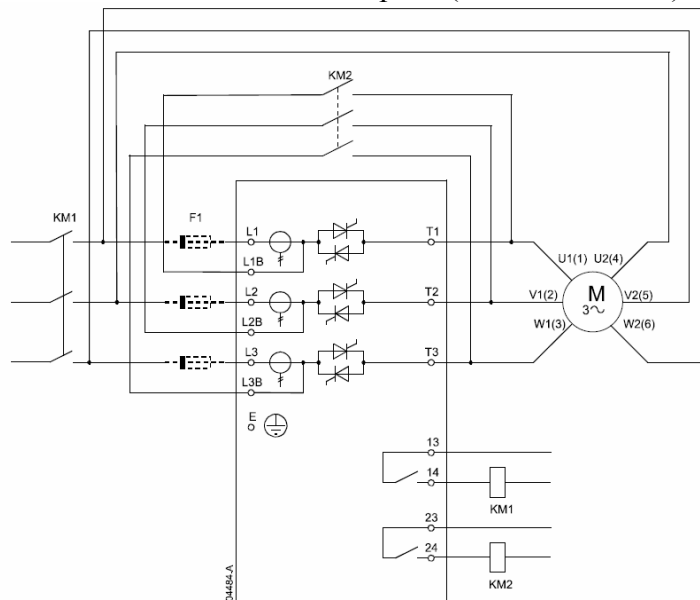 KM2
KM1
F1
L1
T1
L1B
U1(1) U2(4)
L2
T2
V1(2)
M
3~
V2(5)
L2B
W1(3)
W2(6)
L3
T3
L3B
E
13
14
KM1
23
24
KM2
04484-A